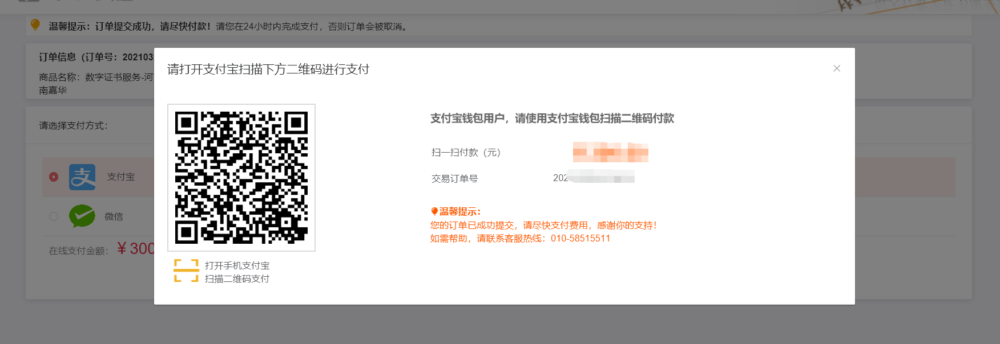 温馨提示：订单提交成功，请尽快付款！请您在24小时内完成支付，否则订单会被取消。
订单信息（订单号：202103
商品名称：数字证书服务-河
南嘉华
请选择支付方式：
支付宝
微信
在线支付金额：￥300
请打开支付宝扫描下方二维码进行支付
打开手机支付宝
扫描二维码支付
支付宝钱包用户，请使用支付宝钱包扫描二维码付款
扫一扫付款（元）
交易订单号 202
温馨提示：
您的订单已成功提交，请尽快支付费用，感谢你的支持！
如需帮助，请联系客服热线：010-58515511